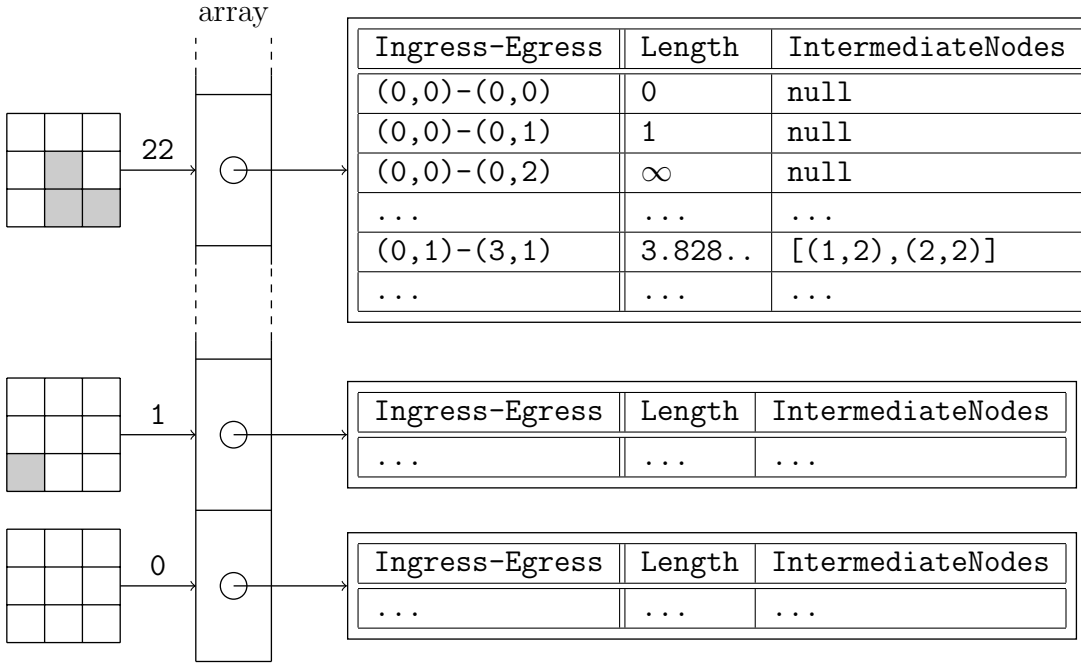 array
Ingress-Egress Length IntermediateNodes
(0,0)-(0,0) 0 null
(0,0)-(0,1) 1 null
22
(0,0)-(0,2) ∞ null
... ... ...
(0,1)-(3,1) 3.828.. [(1,2),(2,2)]
... ... ...
1
Ingress-Egress Length IntermediateNodes
... ... ...
0
Ingress-Egress Length IntermediateNodes
... ... ...